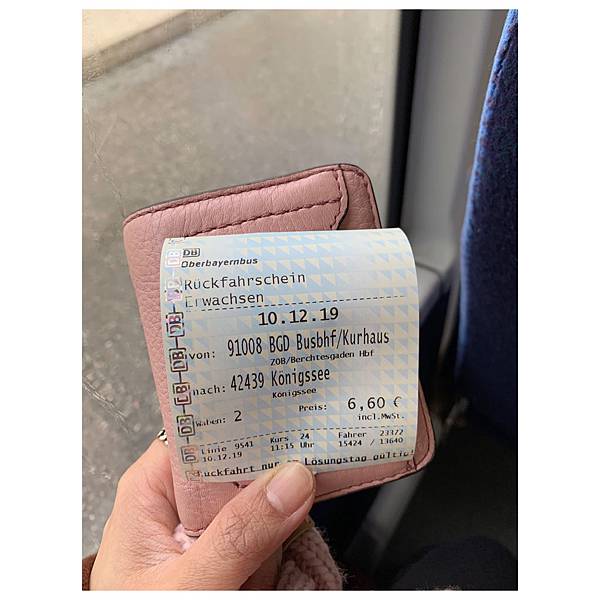 DB
Oberbayernbus
Rückfahrschein
Erwachsen
10.12.19
von: 91008 BGD Busbhf/Kurhaus
ZOB/Berchtesgaden Hbf
nach: 42439 Königssee
Königssee
Waben: 2 Preis: 6,60 €
incl.MwSt.
Linie 9541 Kurs 24 Fahrer 23372
10.12.19 11:15 Uhr 15424 / 13640
Rückfahrt nur am Lösungstag gültig!